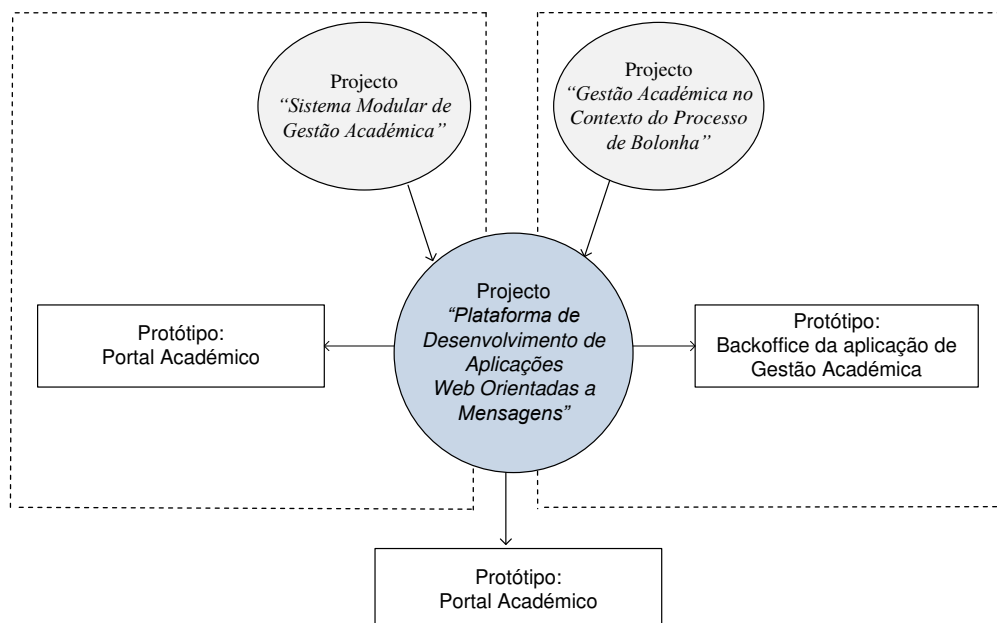 Projecto
“Sistema Modular de
Gestão Académica”
Projecto
“Gestão Académica no
Contexto do Processo
de Bolonha”
Projecto
“Plataforma de
Desenvolvimento de
Aplicações
Web Orientadas a
Mensagens”
Protótipo:
Portal Académico
Protótipo:
Backoffice da aplicação de
Gestão Académica
Protótipo:
Portal Académico